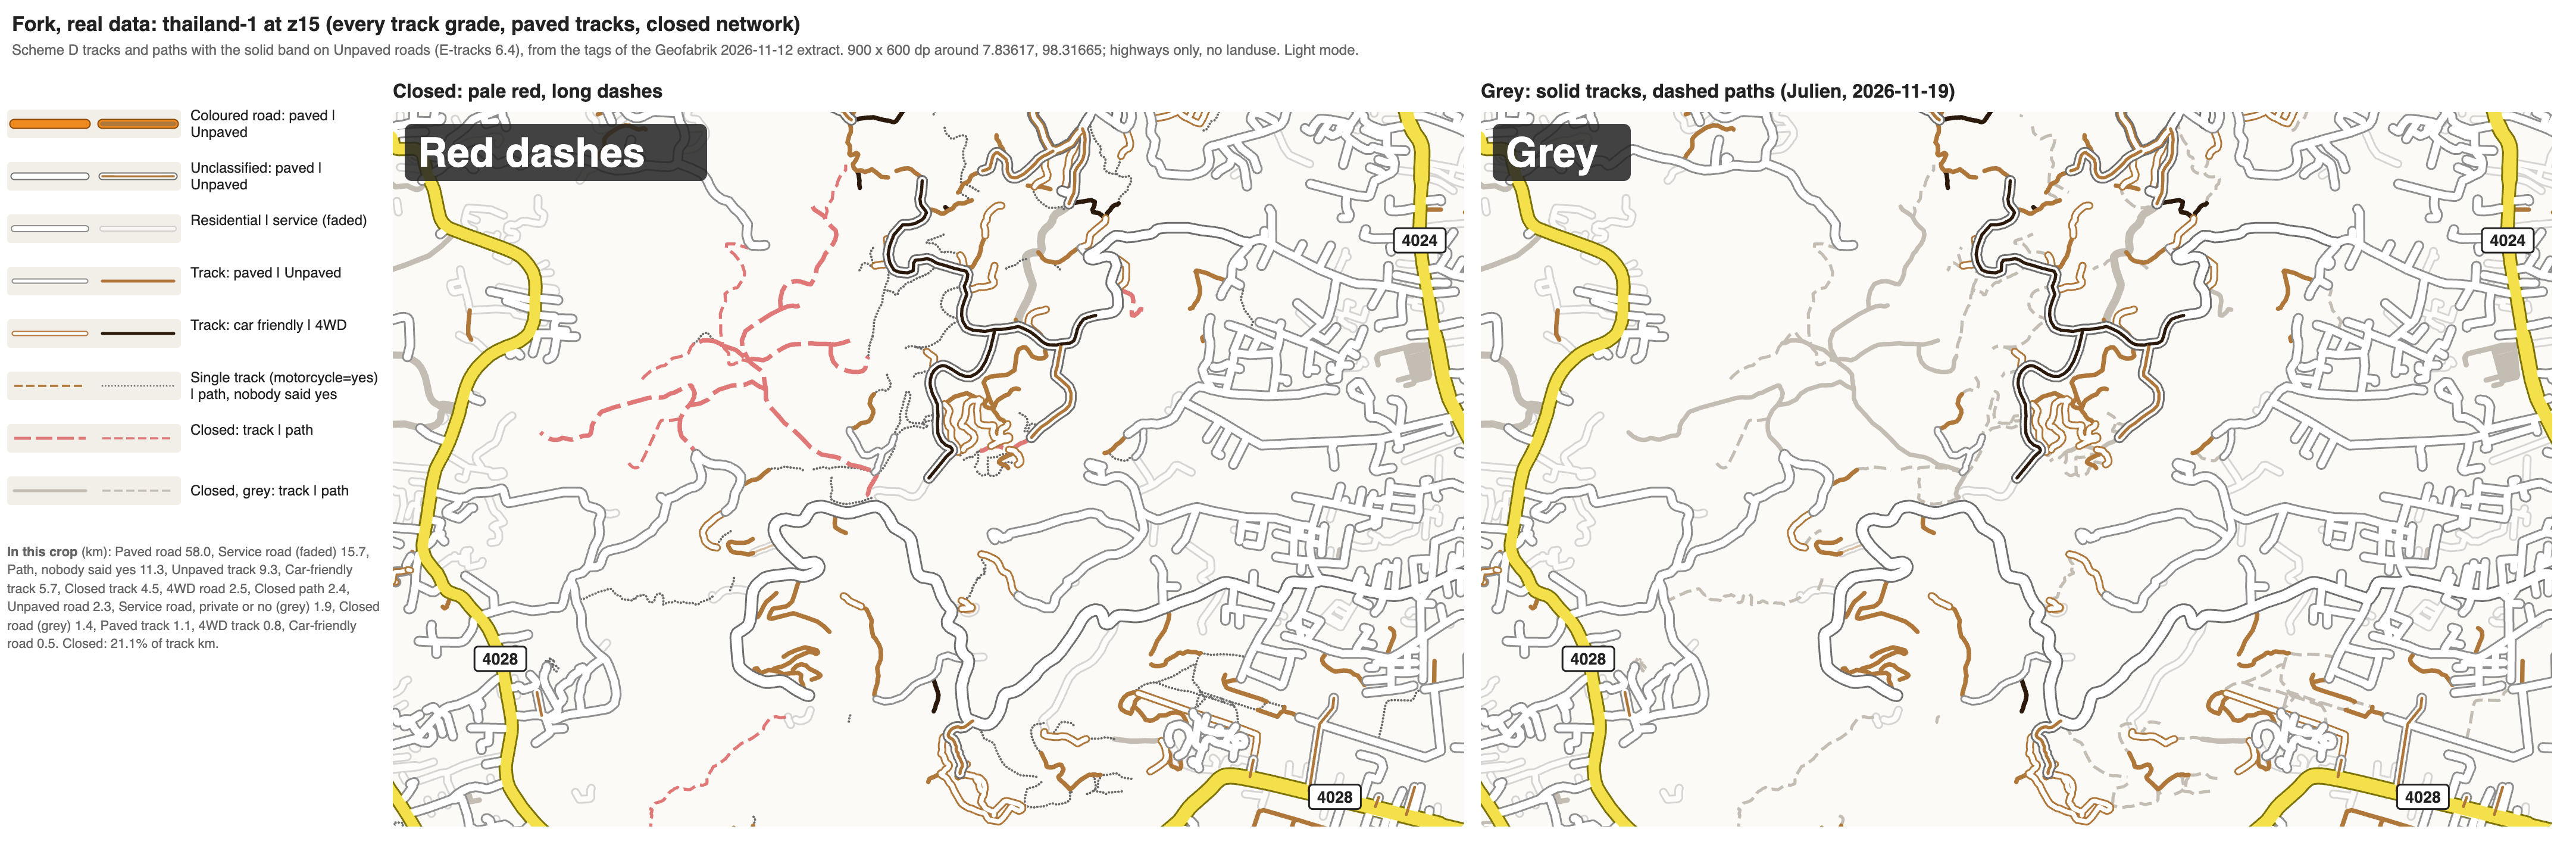 Fork, real data: thailand-1 at z15 (every track grade, paved tracks, closed network)
Scheme D tracks and paths with the solid band on Unpaved roads (E-tracks 6.4), from the tags of the Geofabrik 2026-11-12 extract. 900 x 600 dp around 7.83617, 98.31665; highways only, no landuse. Light mode.
Coloured road: paved |
Unpaved
Unclassified: paved |
Unpaved
Residential | service (faded)
Track: paved | Unpaved
Track: car friendly | 4WD
Single track (motorcycle=yes)
| path, nobody said yes
Closed: track | path
Closed, grey: track | path
In this crop (km): Paved road 58.0, Service road (faded) 15.7,
Path, nobody said yes 11.3, Unpaved track 9.3, Car-friendly
track 5.7, Closed track 4.5, 4WD road 2.5, Closed path 2.4,
Unpaved road 2.3, Service road, private or no (grey) 1.9, Closed
road (grey) 1.4, Paved track 1.1, 4WD track 0.8, Car-friendly
road 0.5. Closed: 21.1% of track km.
Closed: pale red, long dashes
Red dashes
4024
4028
4028
Grey: solid tracks, dashed paths (Julien, 2026-11-19)
Grey
4024
4028
4028